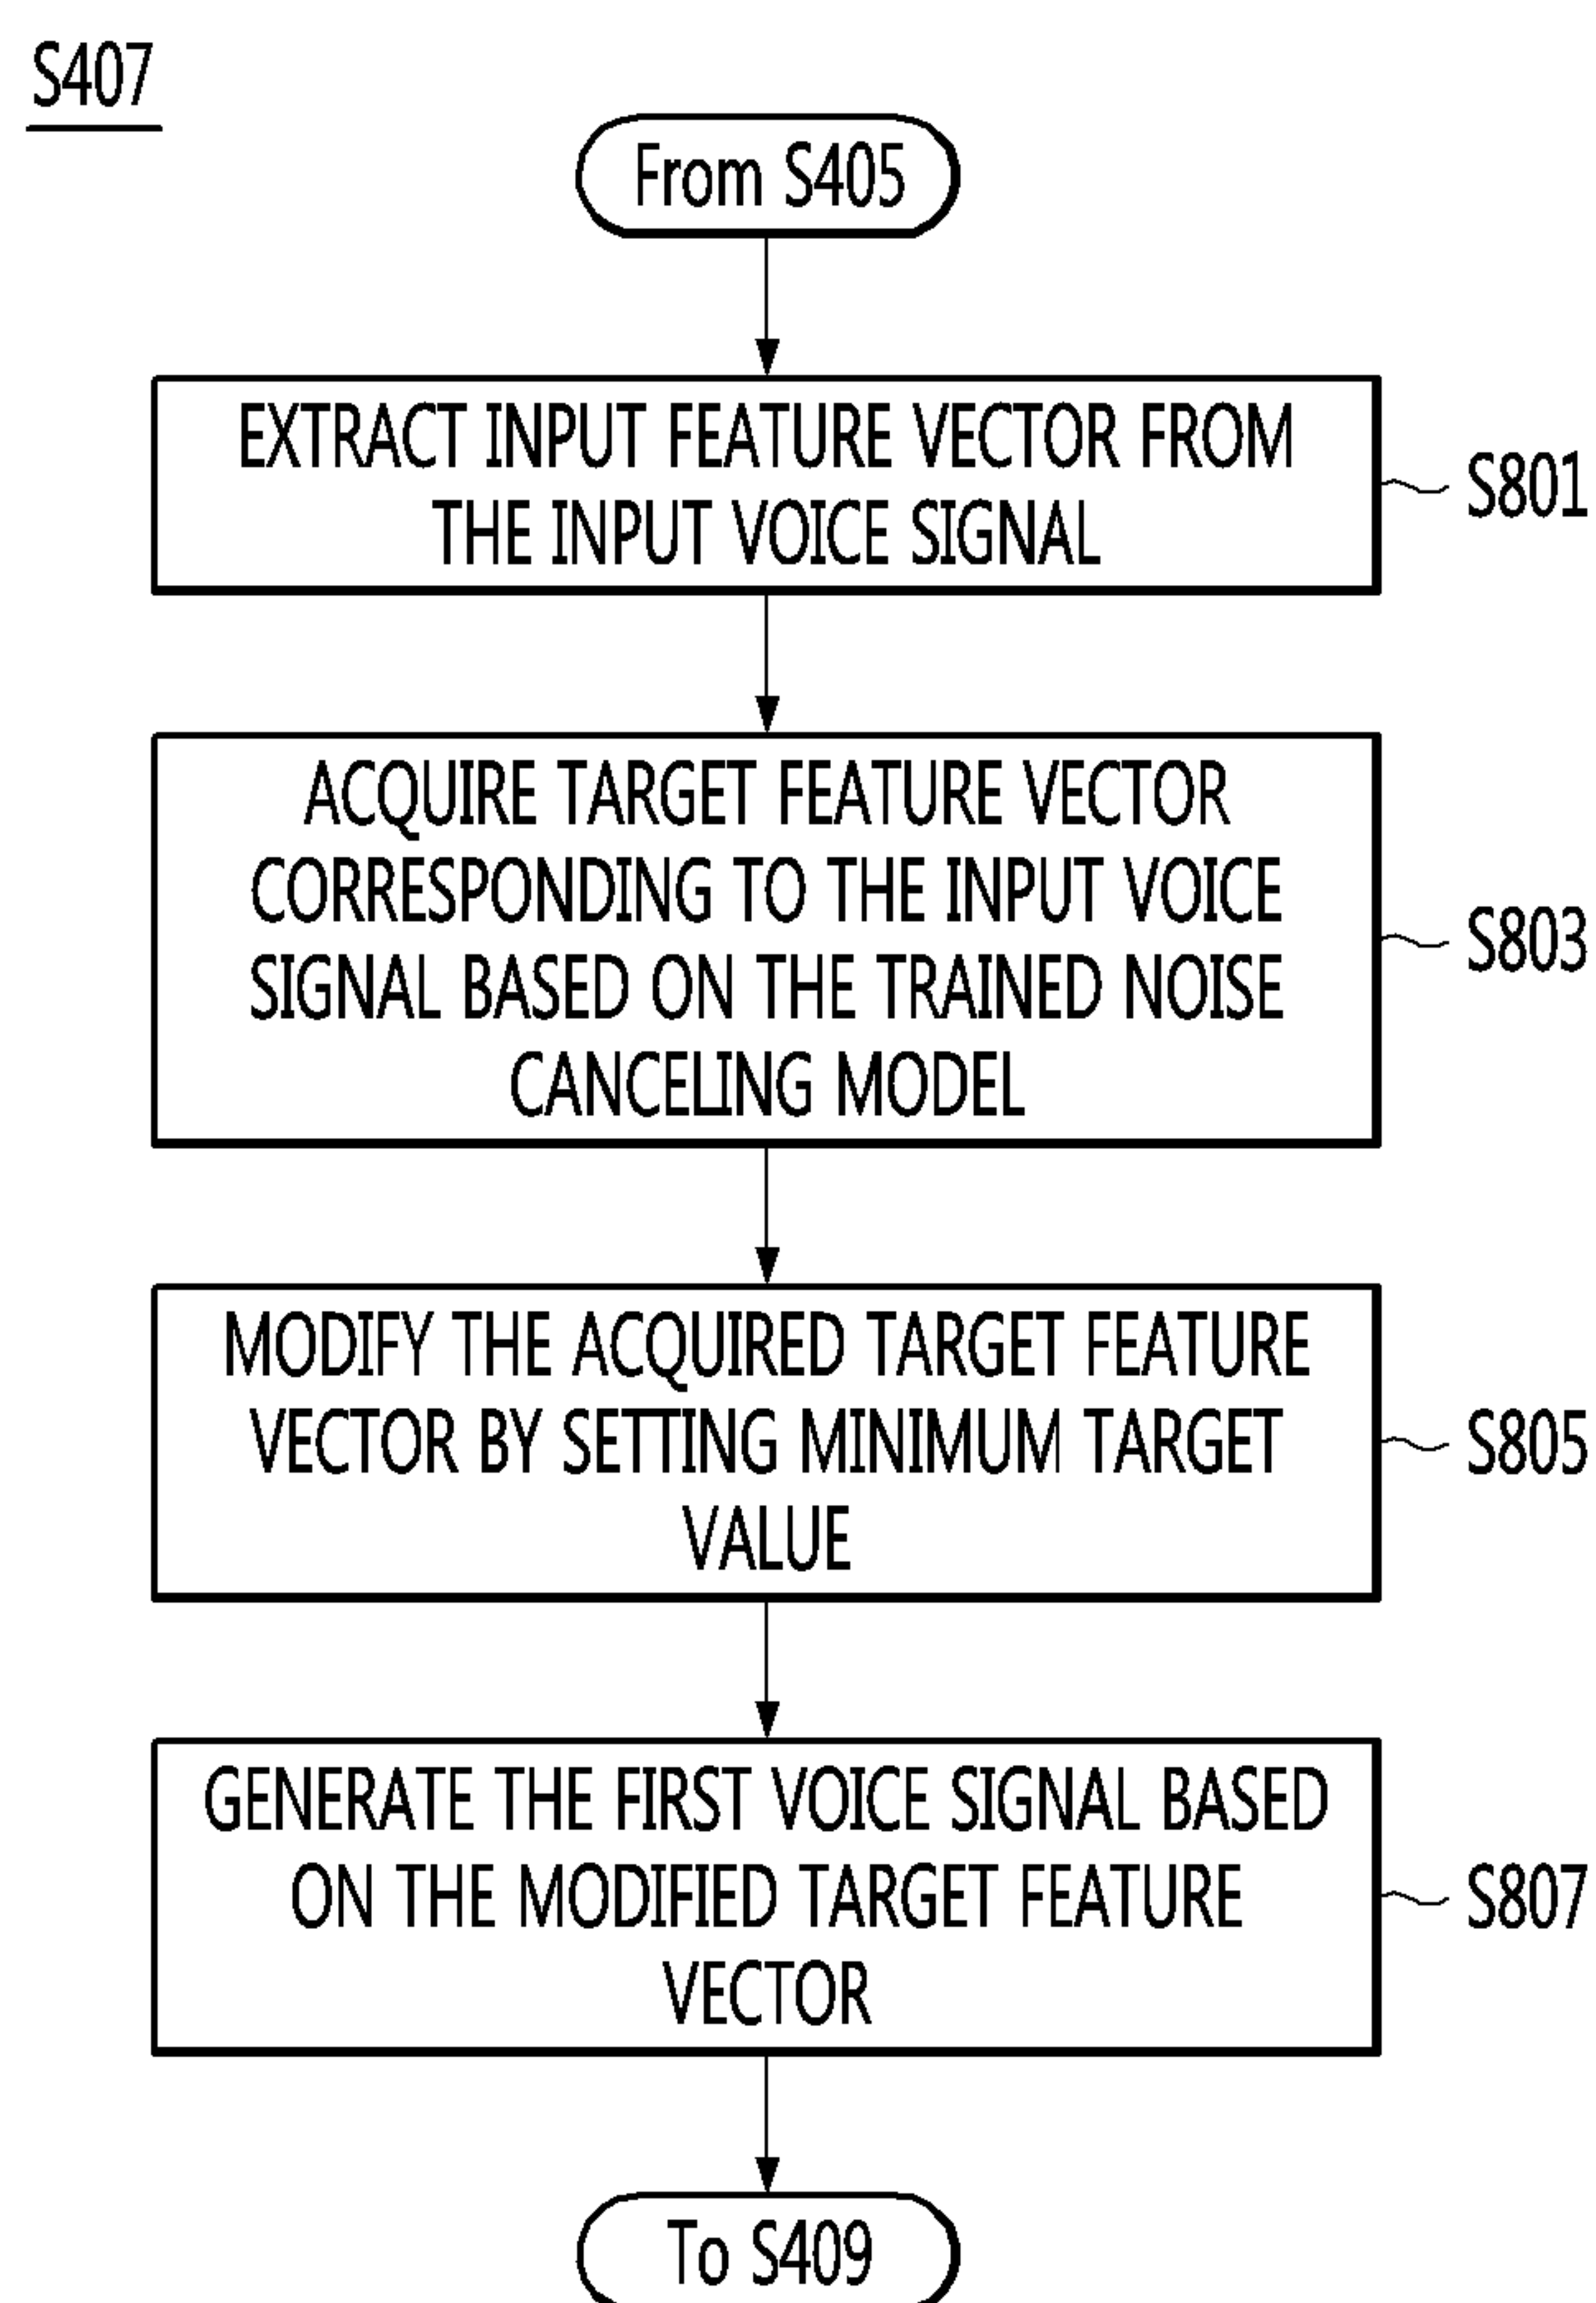 S407
From S405
EXTRACT INPUT FEATURE VECTOR FROM
THE INPUT VOICE SIGNAL
S801
ACQUIRE TARGET FEATURE VECTOR
CORRESPONDING TO THE INPUT VOICE
SIGNAL BASED ON THE TRAINED NOISE
CANCELING MODEL
S803
MODIFY THE ACQUIRED TARGET FEATURE
VECTOR BY SETTING MINIMUM TARGET
VALUE
S805
GENERATE THE FIRST VOICE SIGNAL BASED
ON THE MODIFIED TARGET FEATURE
VECTOR
S807
To S409